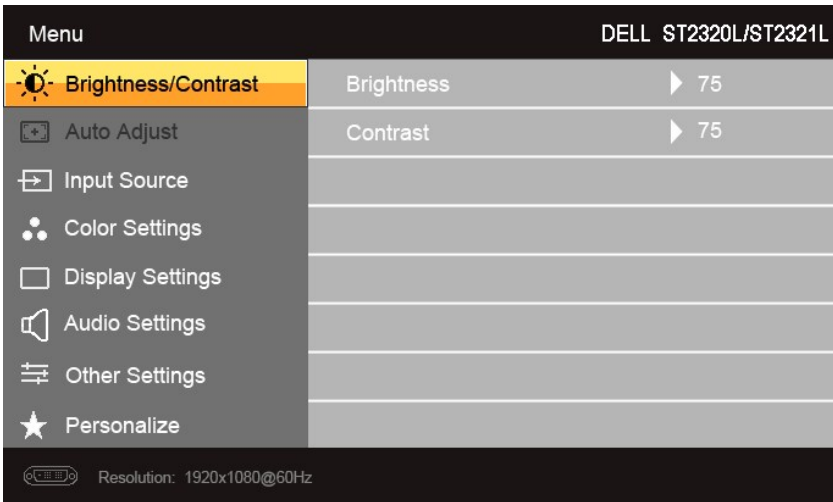 Menu DELL ST2320L/ST2321L
Brightness/Contrast Brightness 75
Auto Adjust Contrast 75
Input Source
Color Settings
Display Settings
Audio Settings
Other Settings
Personalize
Resolution: 1920x1080@60Hz